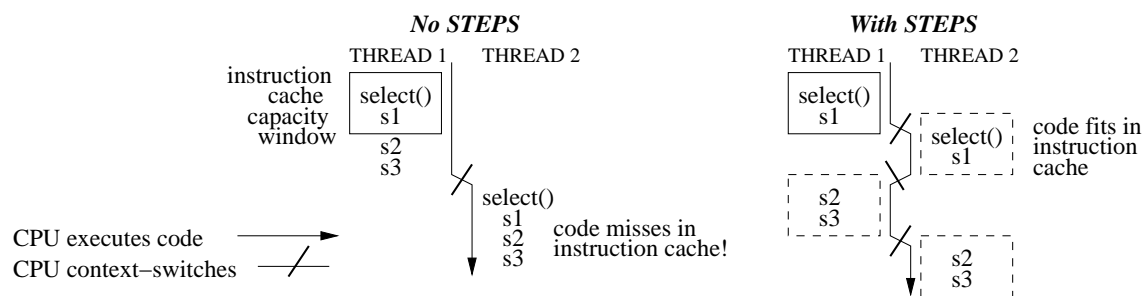 No STEPS
THREAD 1 THREAD 2
instruction
cache
capacity
window
select()
s1
s2
s3
select()
s1
s2
s3
code misses in
instruction cache!
CPU executes code
CPU context-switches
With STEPS
THREAD 1 THREAD 2
select()
s1
select()
s1
code fits in
instruction
cache
s2
s3
s2
s3